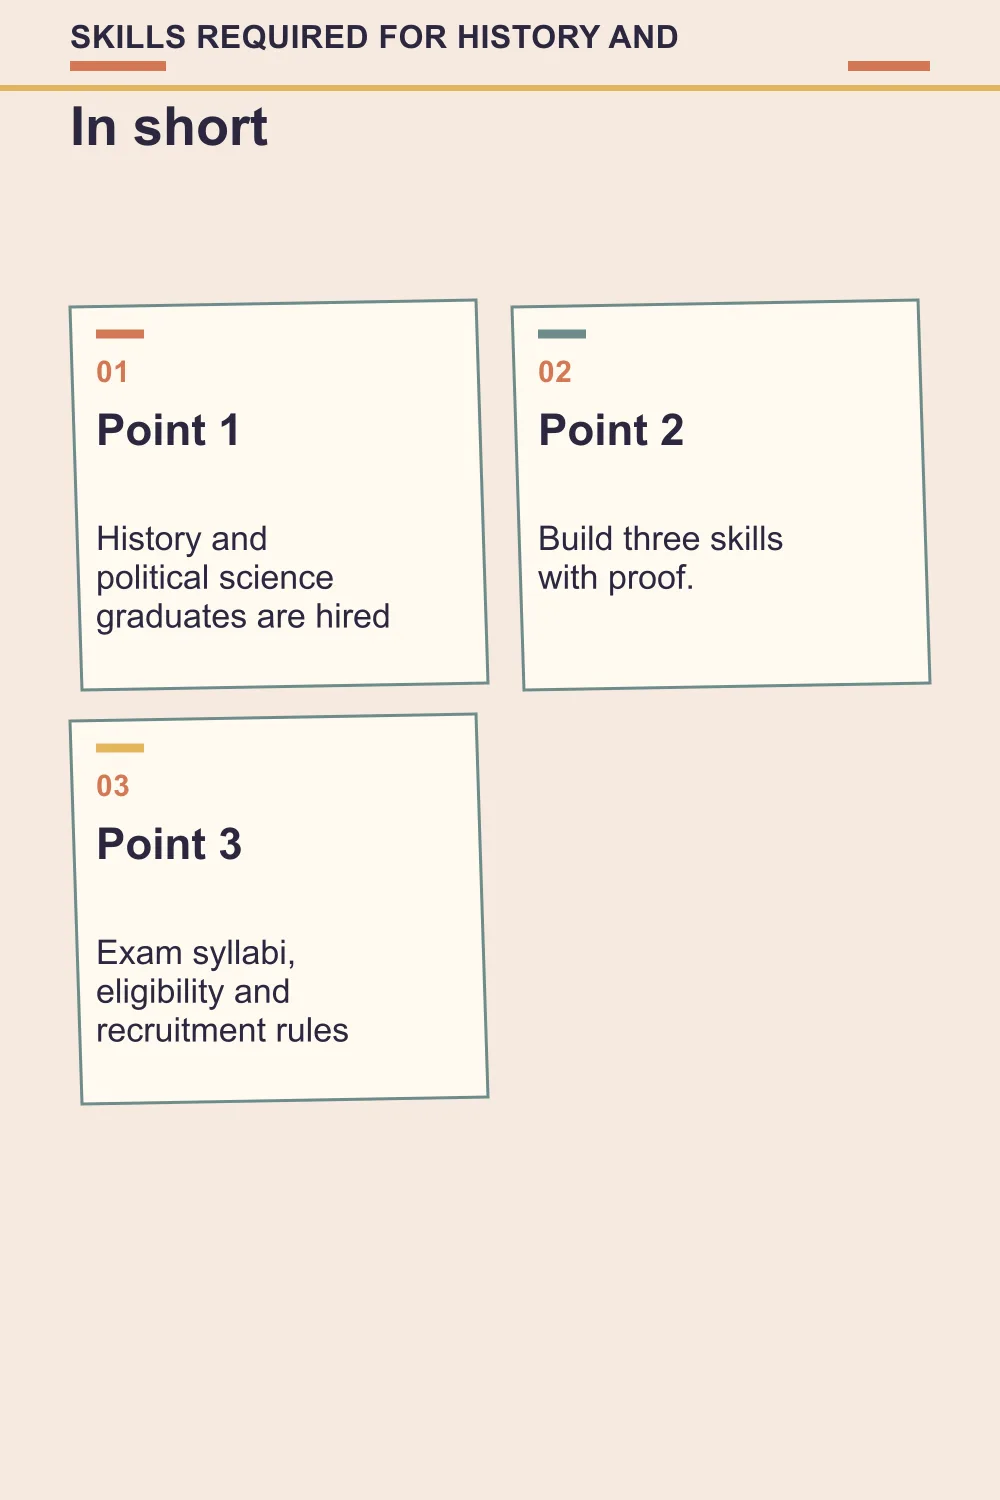 SKILLS REQUIRED FOR HISTORY AND
In short
01
Point 1
History and
political science
graduates are hired
02
Point 2
Build three skills
with proof.
03
Point 3
Exam syllabi,
eligibility and
recruitment rules